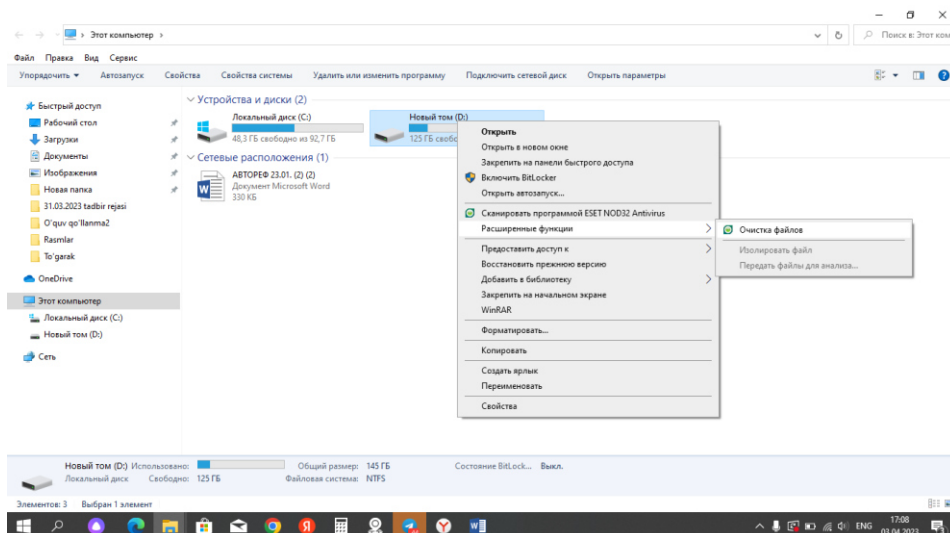 Этот компьютер
Поиск в: Этот ком
Файл Правка Вид Сервис
Упорядочить Автозапуск Свойства Свойства системы Удалить или изменить программу Подключить сетевой диск Открыть параметры
Быстрый доступ
Рабочий стол
Загрузки
Документы
Изображения
Новая папка
31.03.2023 tadbir rejasi
O'quv qo'llanma2
Rasmlar
To'garak
OneDrive
Этот компьютер
Локальный диск (C:)
Новый том (D:)
Сеть
Устройства и диски (2)
Локальный диск (C:)
48,3 ГБ свободно из 92,7 ГБ
Новый том (D:)
125 ГБ свобо
Сетевые расположения (1)
АВТОРЕФ 23.01. (2) (2)
Документ Microsoft Word
330 КБ
Открыть
Открыть в новом окне
Закрепить на панели быстрого доступа
Включить BitLocker
Открыть автозапуск...
Сканировать программой ESET NOD32 Antivirus
Расширенные функции
Предоставить доступ к
Восстановить прежнюю версию
Добавить в библиотеку
Закрепить на начальном экране
WinRAR
Форматировать...
Копировать
Создать ярлык
Переименовать
Свойства
Очистка файлов
Изолировать файл
Передать файлы для анализа...
Новый том (D:) Использовано: Общий размер: 145 ГБ Состояние BitLock... Выкл.
Локальный диск Свободно: 125 ГБ Файловая система: NTFS
Элементов: 3 Выбран 1 элемент
ENG 17:08
03.04.2023